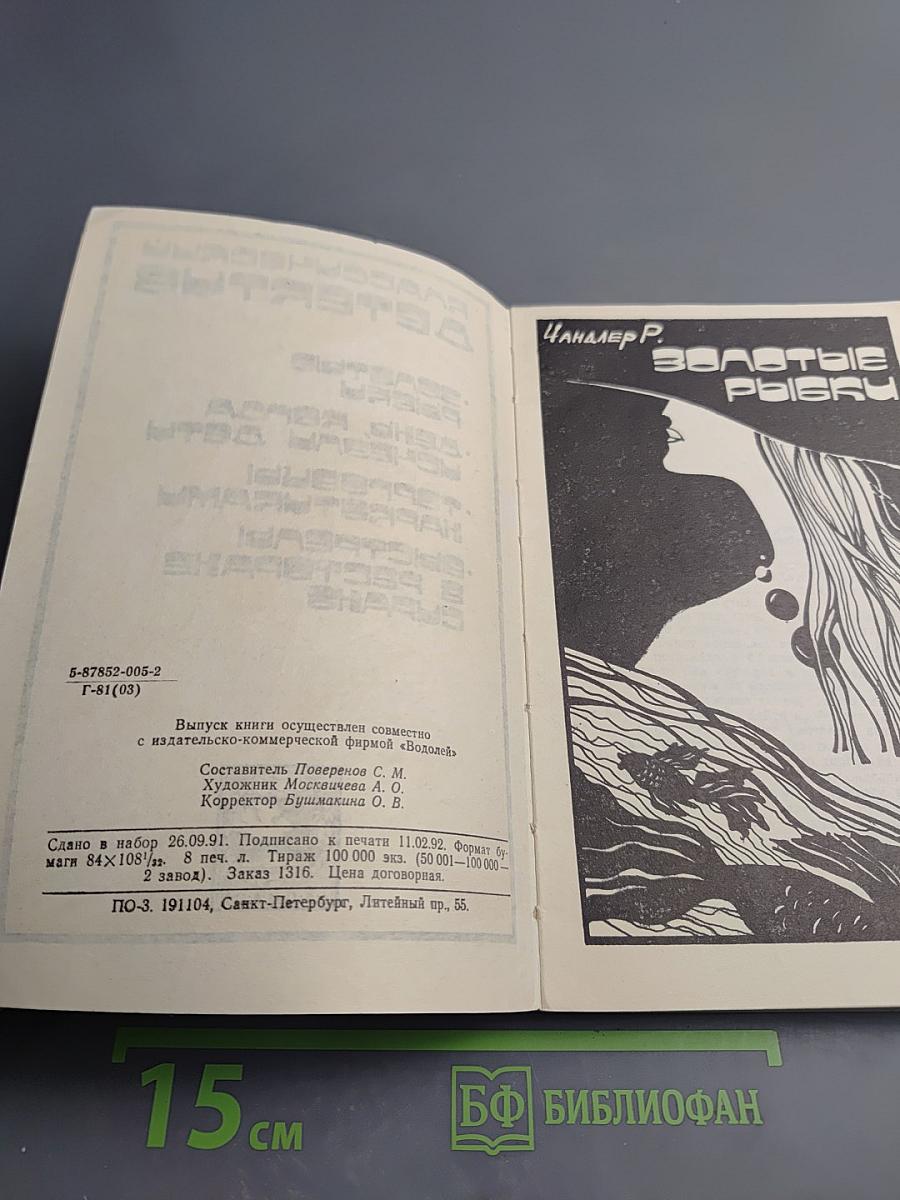 5-87852-005-2
Г-81(03)
Выпуск книги осуществлен совместно
с издательско-коммерческой фирмой «Водолей»
Составитель Поверенов С. М.
Художник Москвичева А. О.
Корректор Бушмакина О. В.
Сдано в набор 26.09.91. Подписано к печати 11.02.92. Формат бу-
маги 84×108¹/₃₂. 8 печ. л. Тираж 100 000 экз. (50 001—100 000—
2 завод). Заказ 1316. Цена договорная.
ПО-3. 191104, Санкт-Петербург, Литейный пр., 55.
Чандлер Р.
ЗОЛОТЫЕ
РЫБКИ
15 см
БФ БИБЛИОФАН